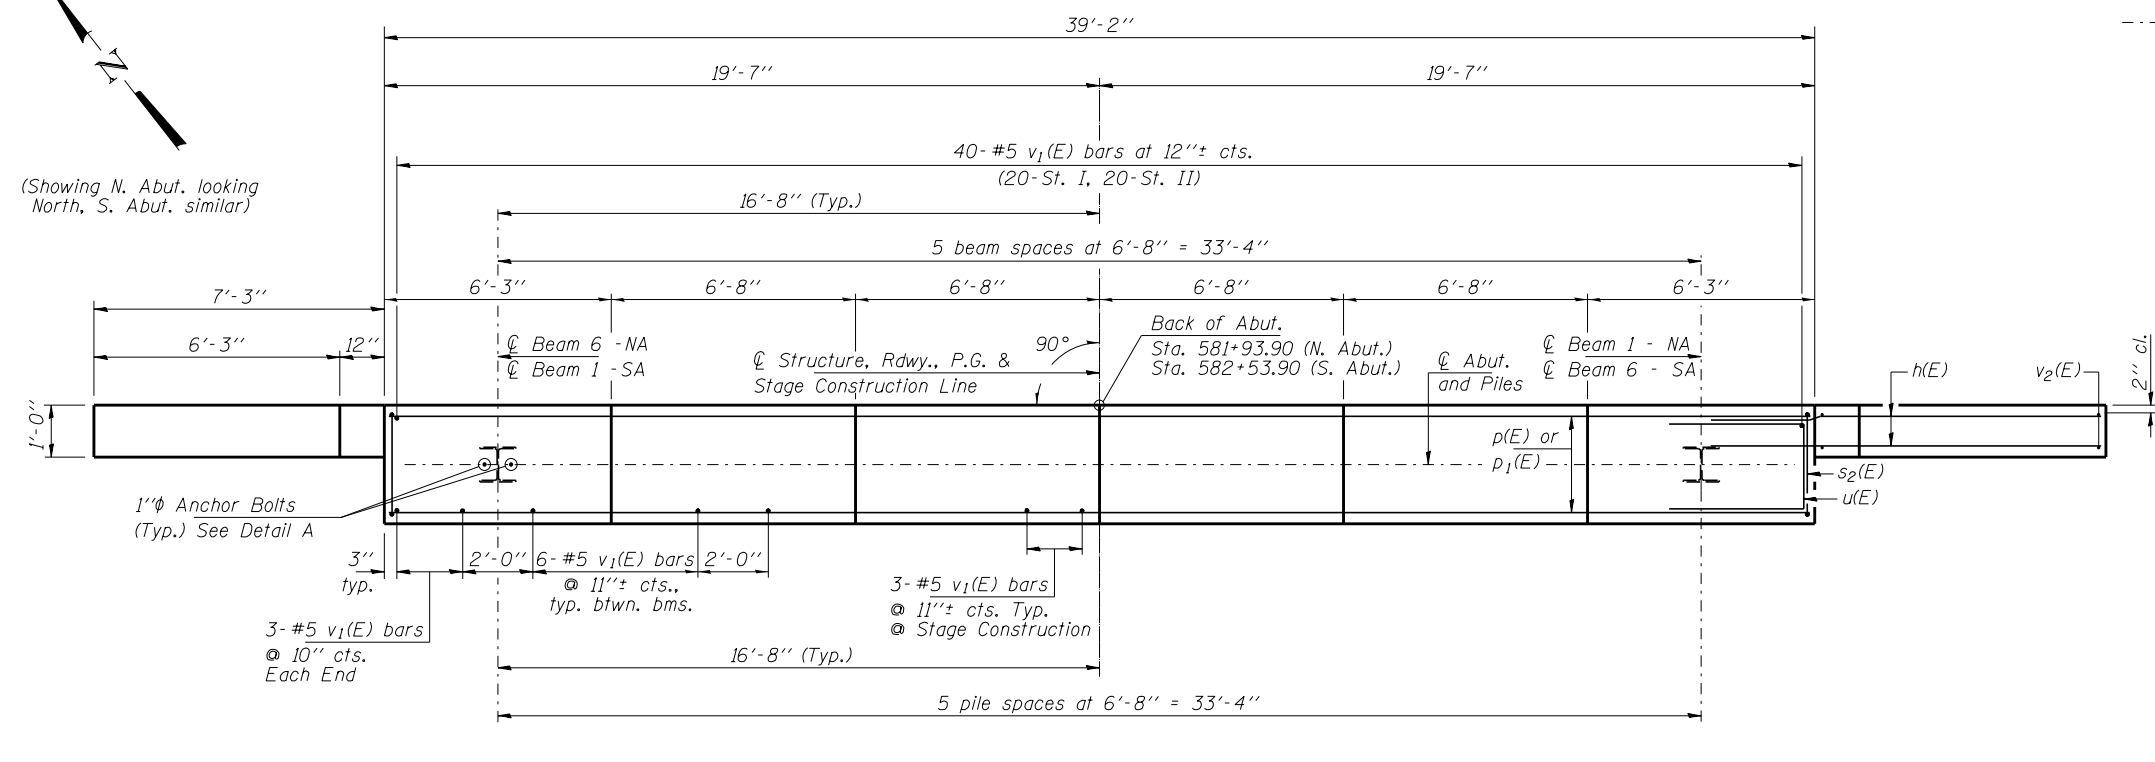 39'-2"
19'-7" 19'-7"
N
40-#5 v1(E) bars at 12"± cts.
(20-St. I, 20-St. II)
(Showing N. Abut. looking
North, S. Abut. similar)
16'-8" (Typ.)
5 beam spaces at 6'-8" = 33'-4"
7'-3" 6'-3" 6'-8" 6'-8" 6'-8" 6'-8" 6'-3"
6'-3" 12"
℄ Beam 6 -NA
℄ Beam 1 -SA
℄ Structure, Rdwy., P.G. &
Stage Construction Line
90°
Back of Abut.
Sta. 581+93.90 (N. Abut.)
Sta. 582+53.90 (S. Abut.)
℄ Abut.
and Piles
℄ Beam 1 - NA
℄ Beam 6 - SA
h(E) v2(E)
2" cl.
1'-0"
p(E) or
p1(E)
s2(E)
u(E)
1"ϕ Anchor Bolts
(Typ.) See Detail A
3"
typ.
2'-0" 6-#5 v1(E) bars 2'-0"
@ 11"± cts.,
typ. btwn. bms.
3-#5 v1(E) bars
@ 11"± cts. Typ.
@ Stage Construction
3-#5 v1(E) bars
@ 10" cts.
Each End
16'-8" (Typ.)
5 pile spaces at 6'-8" = 33'-4"